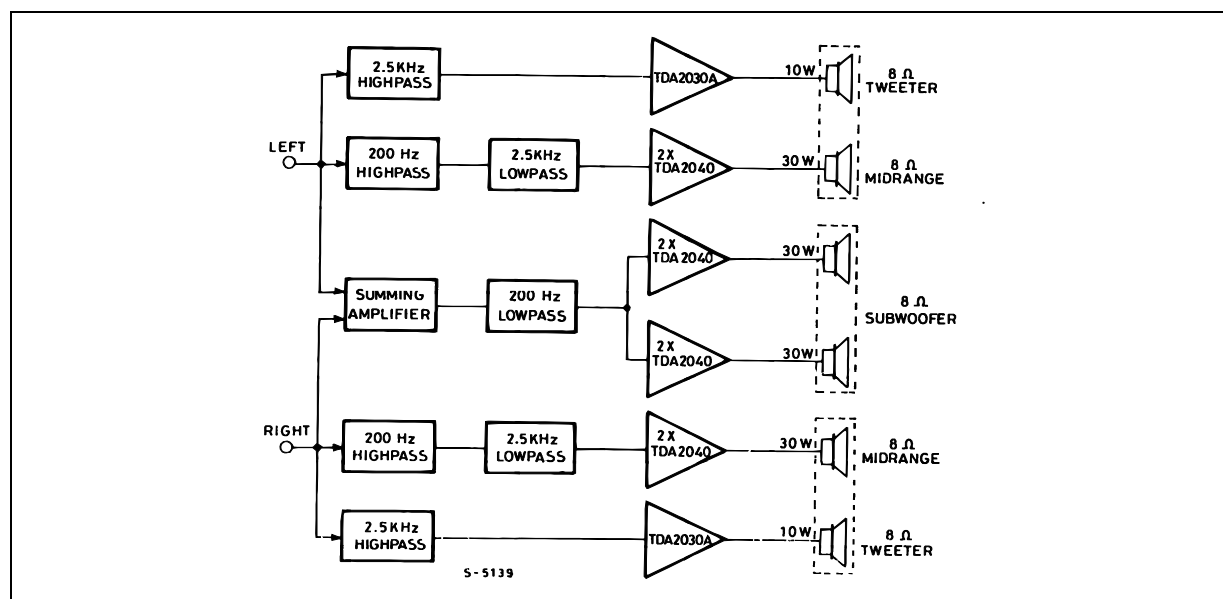 2.5KHz
HIGHPASS
TDA2030A
10W
8 Ω
TWEETER
LEFT
200 Hz
HIGHPASS
2.5KHz
LOWPASS
2X
TDA2040
30W
8 Ω
MIDRANGE
2X
TDA2040
30W
SUMMING
AMPLIFIER
200 Hz
LOWPASS
8 Ω
SUBWOOFER
2X
TDA2040
30W
RIGHT
200 Hz
HIGHPASS
2.5KHz
LOWPASS
2X
TDA2040
30W
8 Ω
MIDRANGE
2.5KHz
HIGHPASS
TDA2030A
10W
8 Ω
TWEETER
S-5139